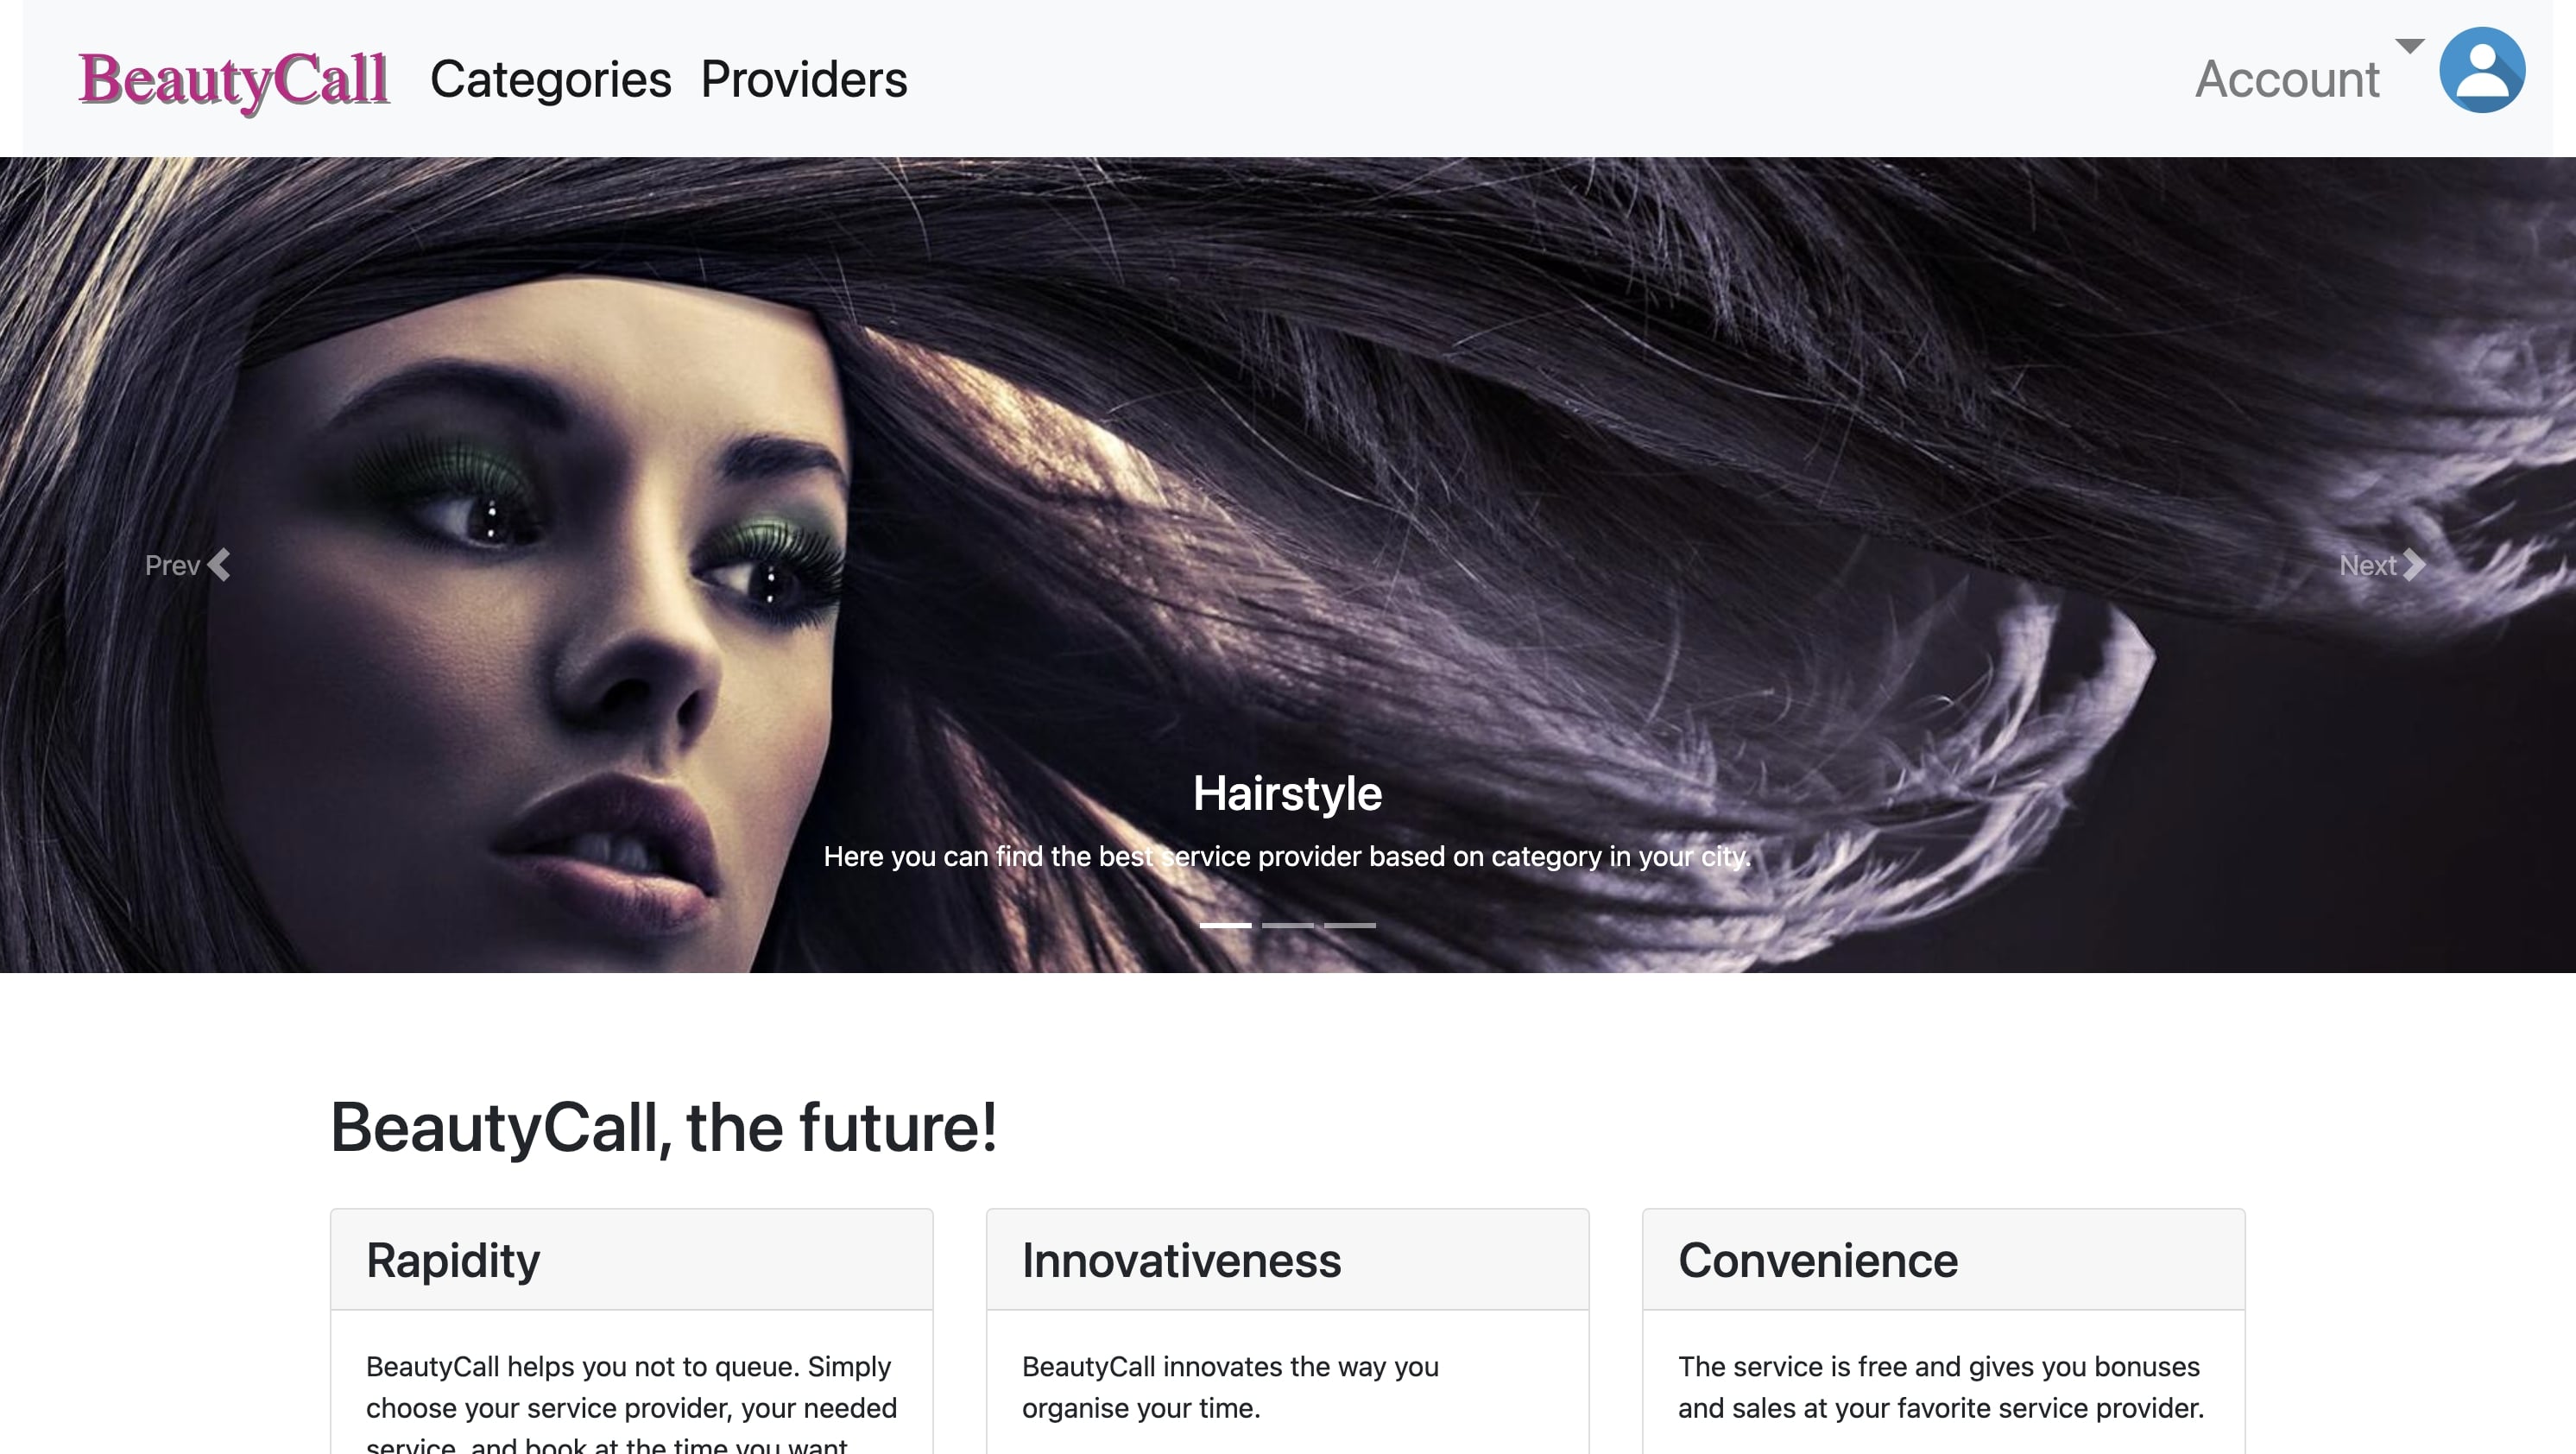 BeautyCall Categories Providers Account
Prev Next
Hairstyle
Here you can find the best service provider based on category in your city.
BeautyCall, the future!
Rapidity
BeautyCall helps you not to queue. Simply
choose your service provider, your needed
service, and book at the time you want
Innovativeness
BeautyCall innovates the way you
organise your time.
Convenience
The service is free and gives you bonuses
and sales at your favorite service provider.